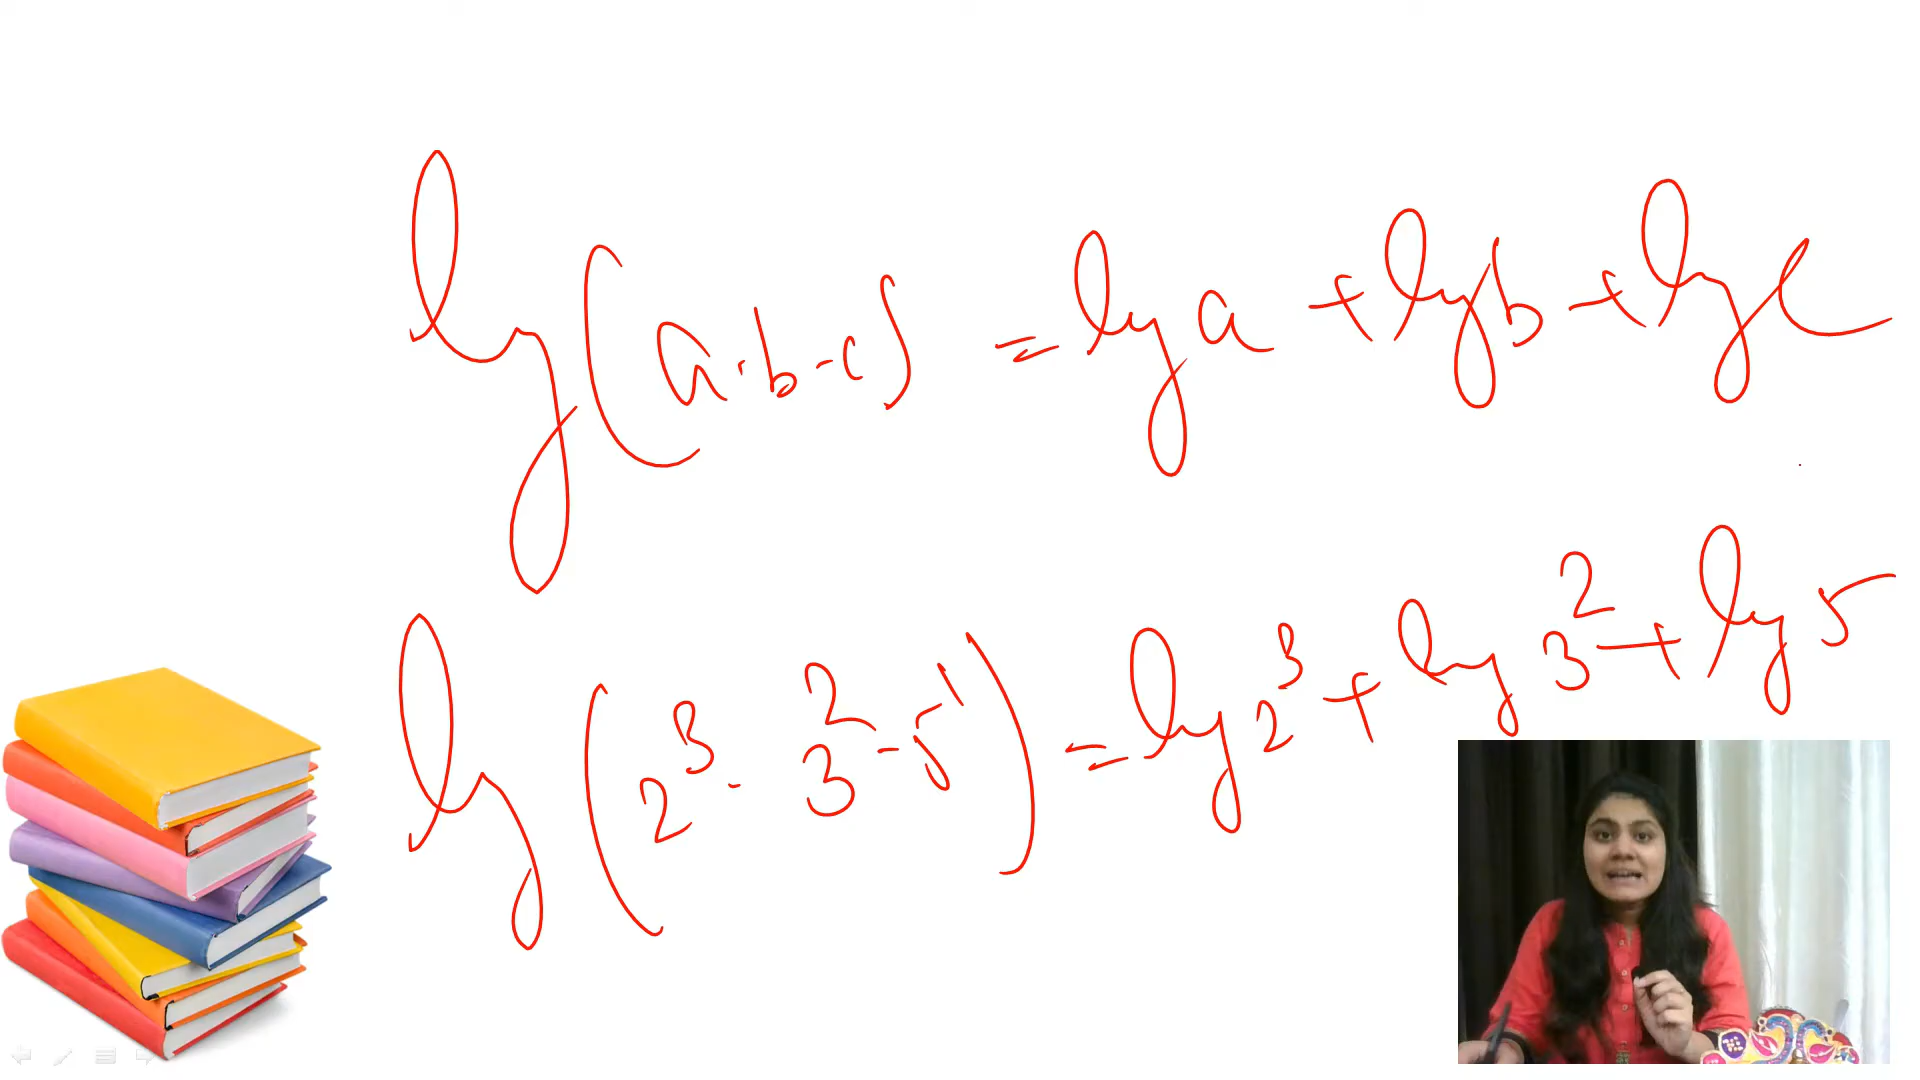 log(a·b·c) = log a + log b + log c
log(2³·3²·5¹) = log 2³ + log 3² + log 5